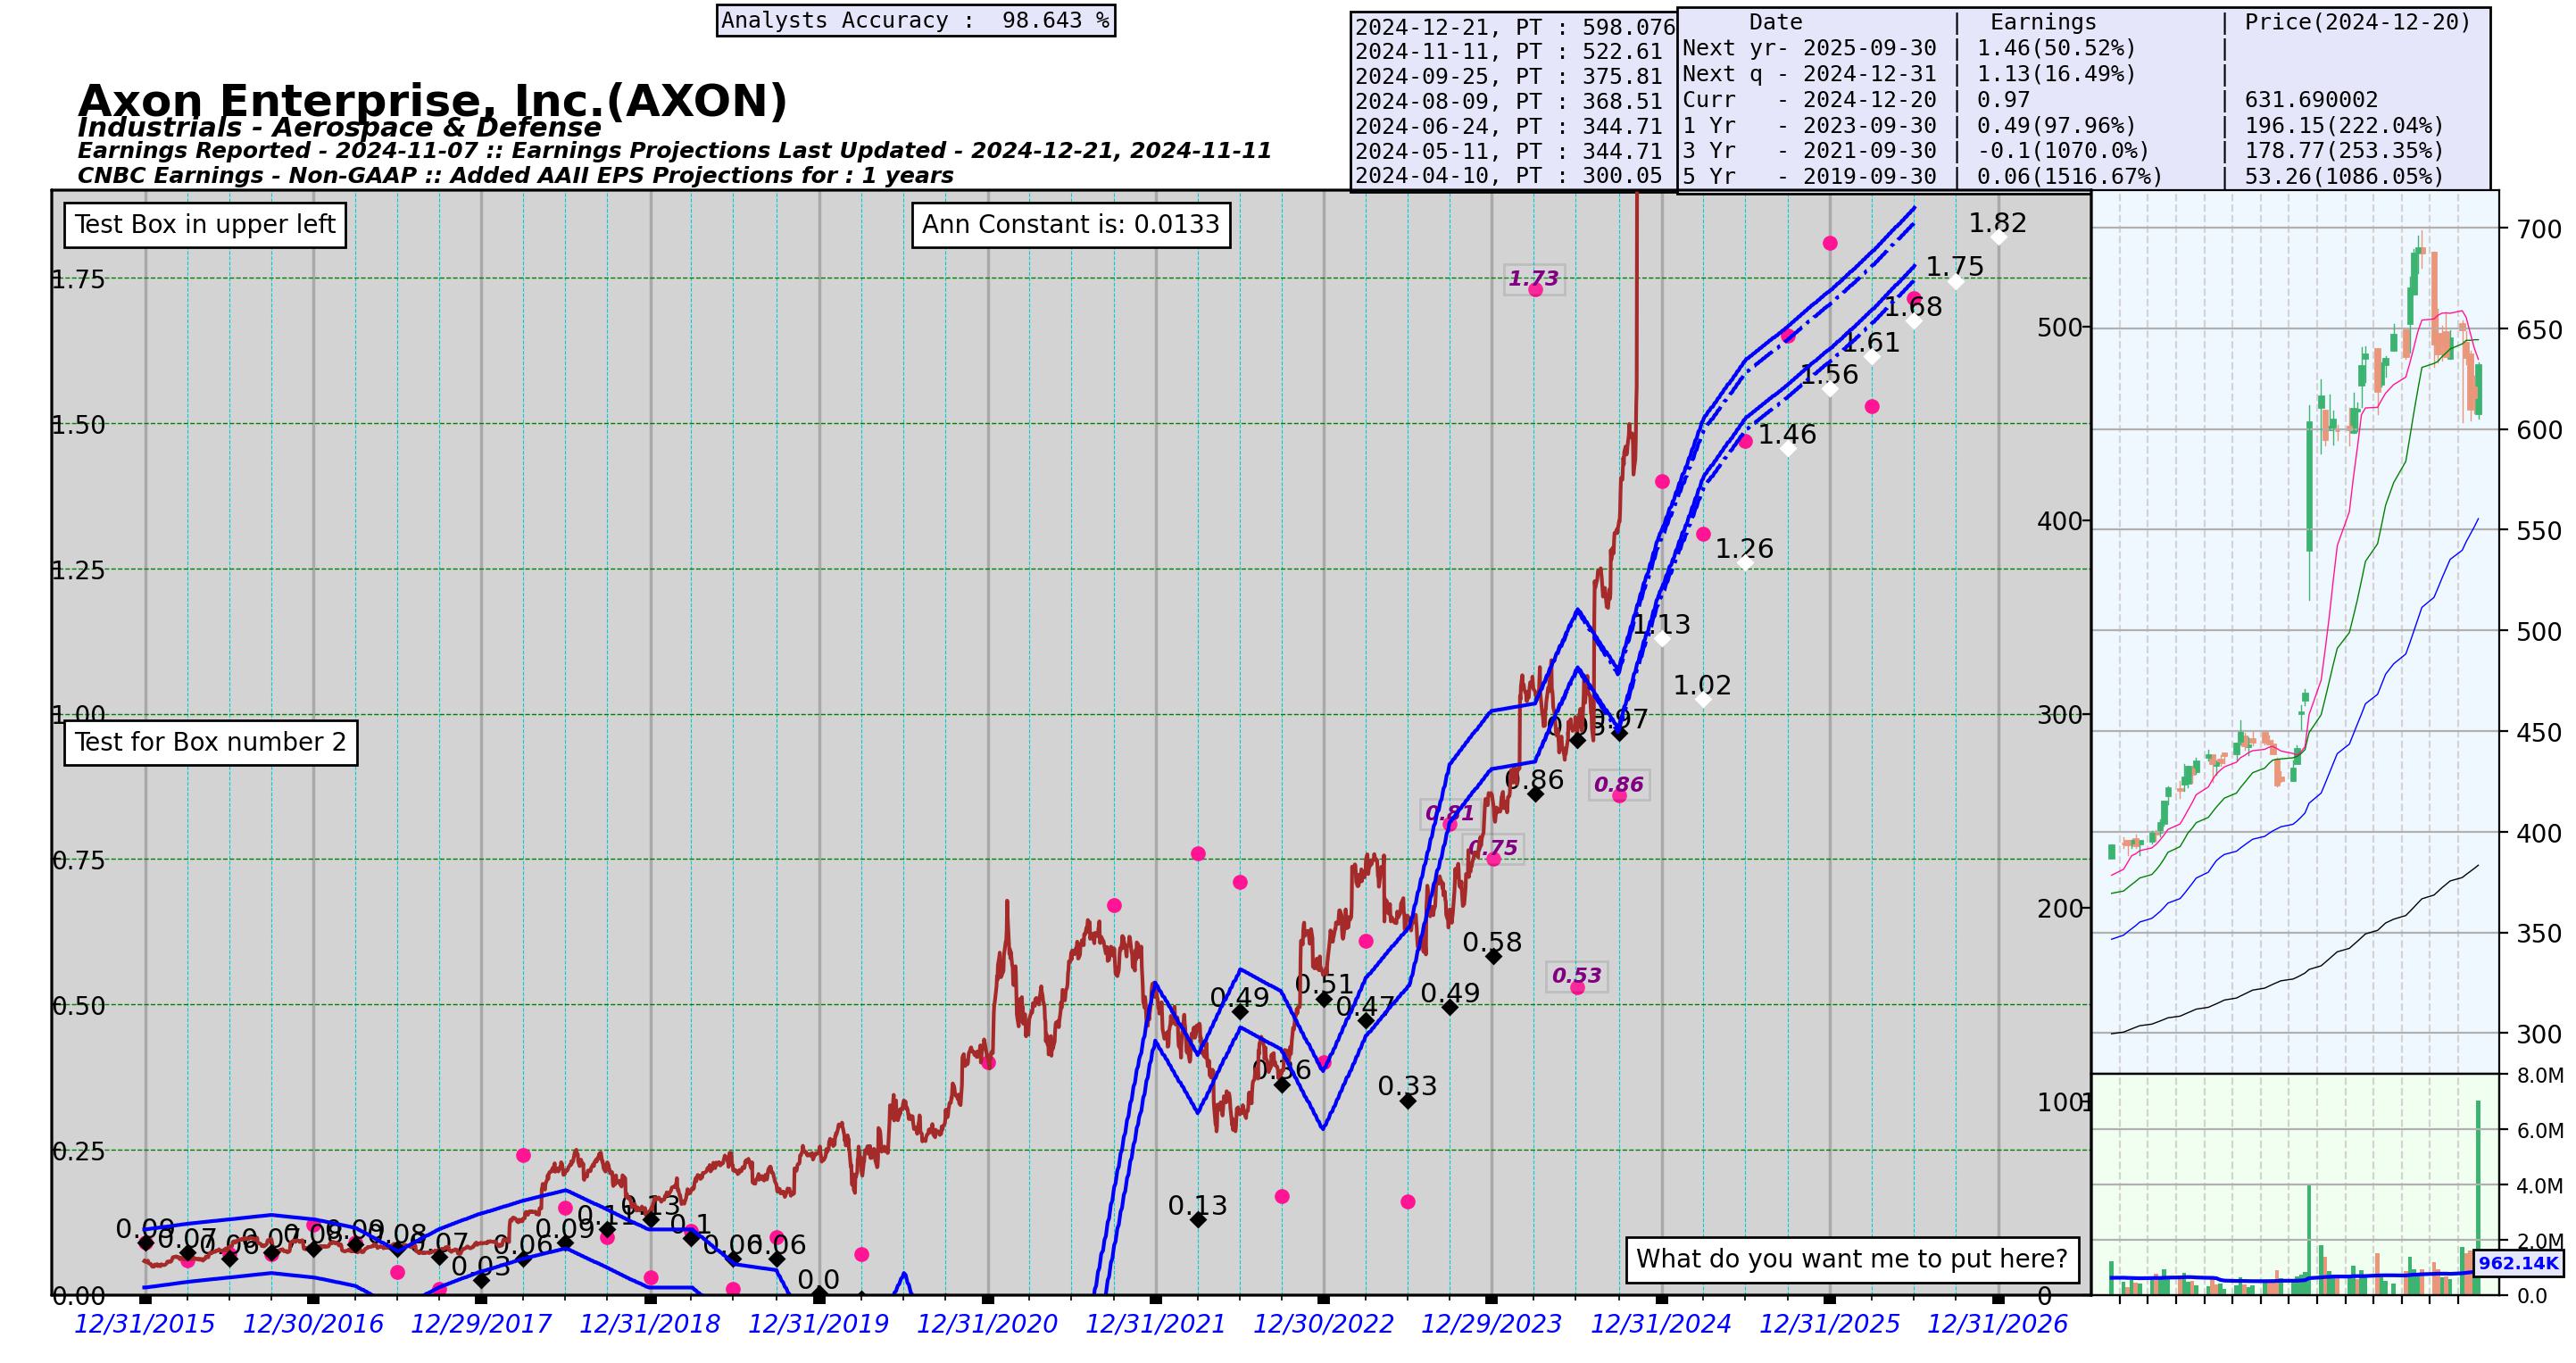 Analysts Accuracy :  98.643 %
Axon Enterprise, Inc.(AXON)
Industrials - Aerospace & Defense
Earnings Reported - 2024-11-07 :: Earnings Projections Last Updated - 2024-12-21, 2024-11-11
CNBC Earnings - Non-GAAP :: Added AAII EPS Projections for : 1 years
2024-12-21, PT : 598.076
2024-11-11, PT : 522.61
2024-09-25, PT : 375.81
2024-08-09, PT : 368.51
2024-06-24, PT : 344.71
2024-05-11, PT : 344.71
2024-04-10, PT : 300.05
Date | Earnings | Price(2024-12-20)
Next yr- 2025-09-30 | 1.46(50.52%) |
Next q - 2024-12-31 | 1.13(16.49%) |
Curr - 2024-12-20 | 0.97 | 631.690002
1 Yr - 2023-09-30 | 0.49(97.96%) | 196.15(222.04%)
3 Yr - 2021-09-30 | -0.1(1070.0%) | 178.77(253.35%)
5 Yr - 2019-09-30 | 0.06(1516.67%) | 53.26(1086.05%)
Test Box in upper left
Ann Constant is: 0.0133
Test for Box number 2
What do you want me to put here?
1.75
1.50
1.25
1.00
0.75
0.50
0.25
0.00
1.82
1.75
1.73
1.68
1.61
1.56
1.46
1.26
1.13
1.02
0.97
0.86
0.86
0.81
0.75
0.58
0.53
0.51
0.49
0.47
0.49
0.36
0.33
0.13
0.09 0.07 0.06 0.07 0.08 0.09 0.08 0.07 0.03 0.06 0.09 0.11 0.13 0.1 0.06 0.06 0.0
500
400
300
200
100
0
700
650
600
550
500
450
400
350
300
8.0M
6.0M
4.0M
2.0M
962.14K
0.0
12/31/2015 12/30/2016 12/29/2017 12/31/2018 12/31/2019 12/31/2020 12/31/2021 12/30/2022 12/29/2023 12/31/2024 12/31/2025 12/31/2026